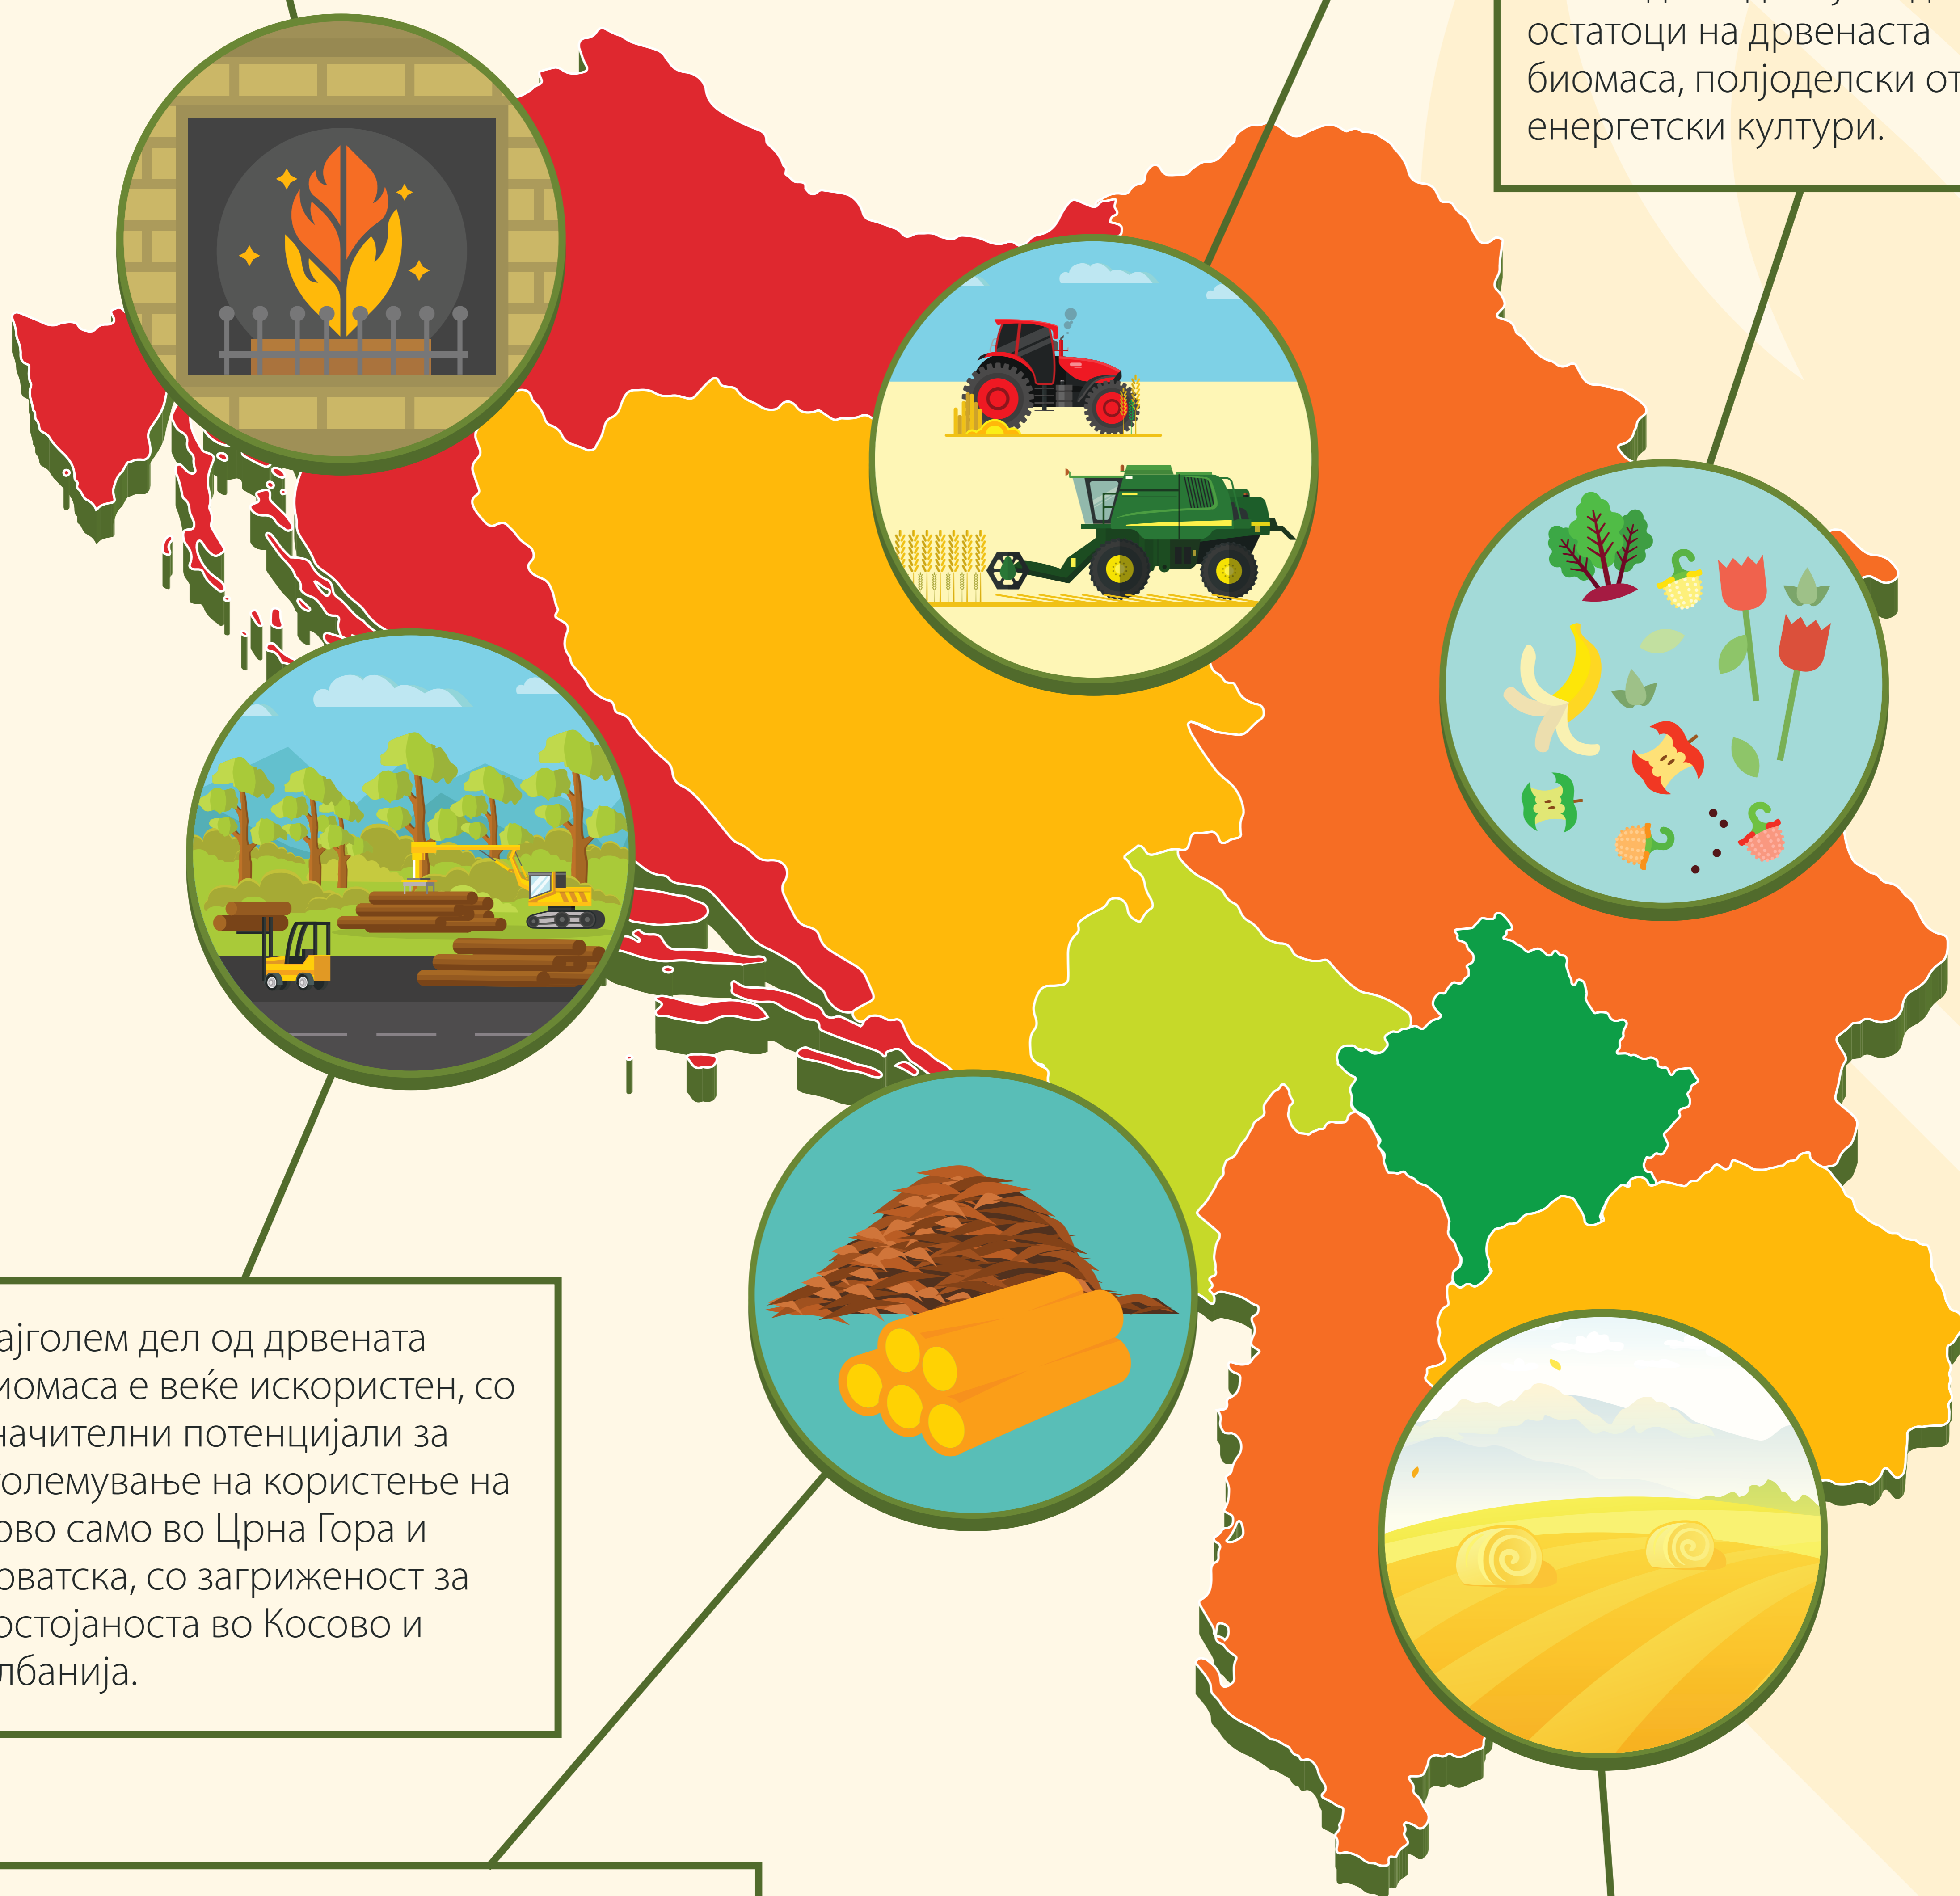 остатоци на дрвенаста
биомаса, полјоделски от
енергетски култури.
ајголем дел од дрвената
иомаса е веќе искористен, со
начителни потенцијали за
големување на користење на
рво само во Црна Гора и
рватска, со загриженост за
остојаноста во Косово и
лбанија.